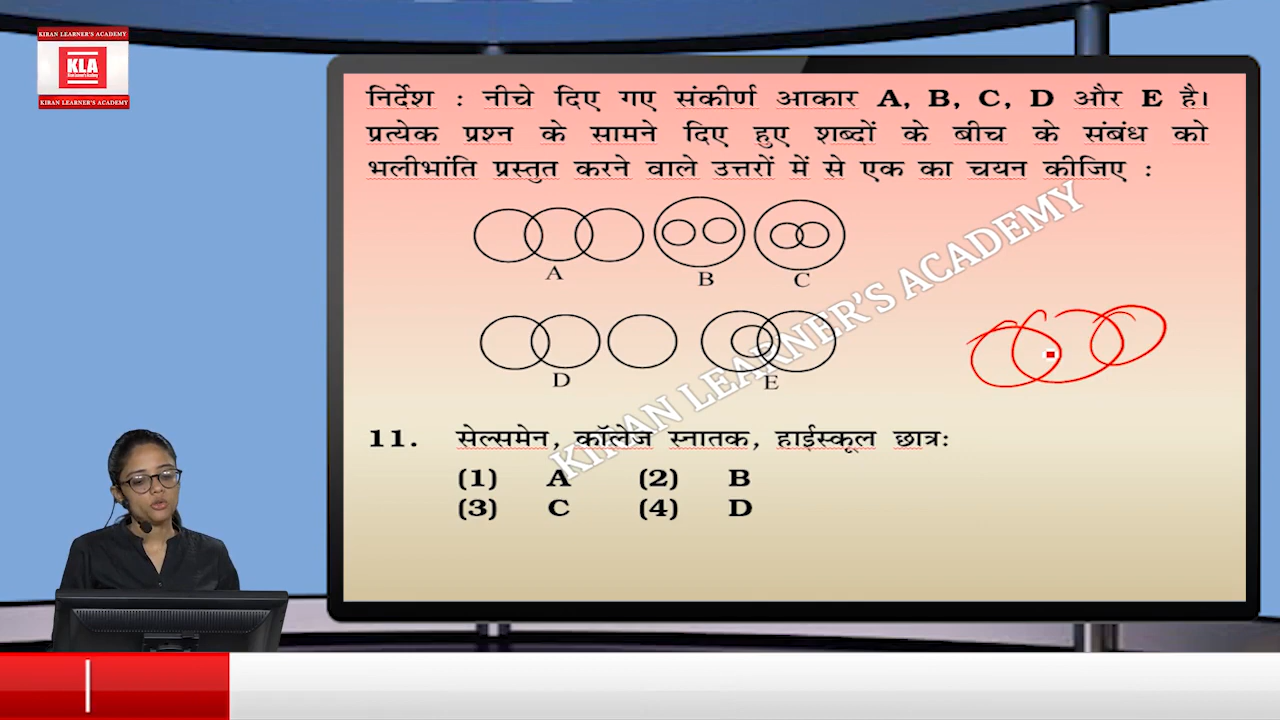 KIRAN LEARNER'S ACADEMY
KLA
KIRAN LEARNER'S ACADEMY
निर्देश : नीचे दिए गए संकीर्ण आकार A, B, C, D और E है।
प्रत्येक प्रश्न के सामने दिए हुए शब्दों के बीच के संबंध को
भलीभांति प्रस्तुत करने वाले उत्तरों में से एक का चयन कीजिए :
A B C
D E
KIRAN LEARNER'S ACADEMY
11. सेल्समेन, कॉलेज स्नातक, हाईस्कूल छात्रः
(1) A (2) B
(3) C (4) D